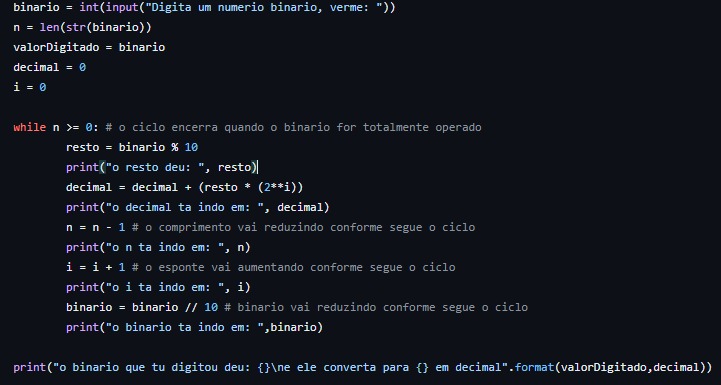 binario = int(input("Digita um numerio binario, verme: "))
n = len(str(binario))
valorDigitado = binario
decimal = 0
i = 0
while n >= 0: # o ciclo encerra quando o binario for totalmente operado
resto = binario % 10
print("o resto deu: ", resto)
decimal = decimal + (resto * (2**i))
print("o decimal ta indo em: ", decimal)
n = n - 1 # o comprimento vai reduzindo conforme segue o ciclo
print("o n ta indo em: ", n)
i = i + 1 # o esponte vai aumentando conforme segue o ciclo
print("o i ta indo em: ", i)
binario = binario // 10 # binario vai reduzindo conforme segue o ciclo
print("o binario ta indo em: ",binario)
print("o binario que tu digitou deu: {}\ne ele converta para {} em decimal".format(valorDigitado,decimal))